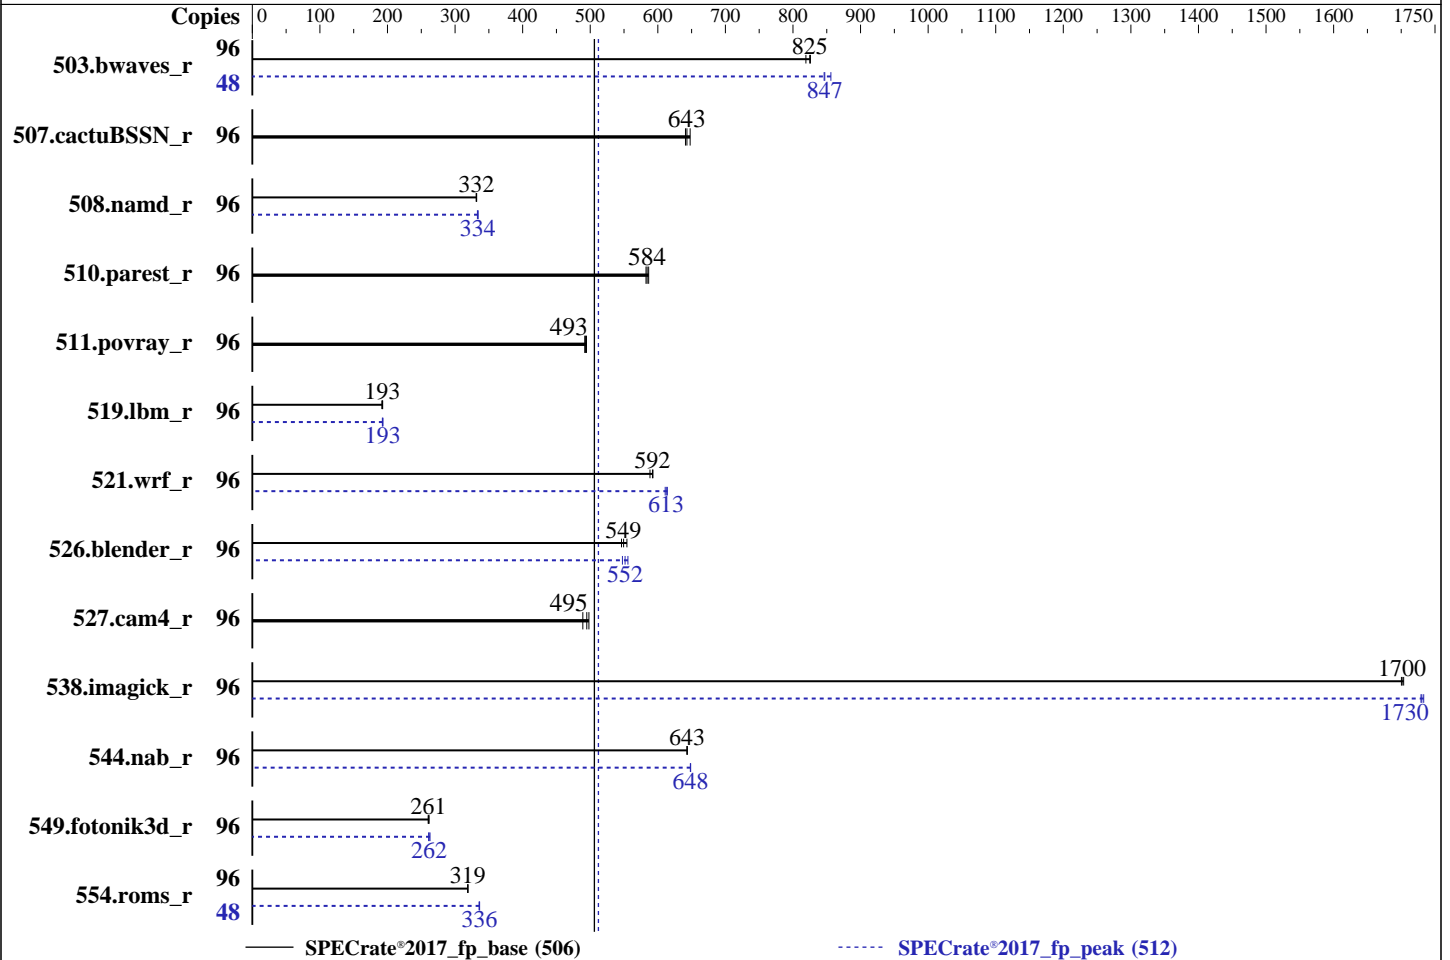 Copies 0 100 200 300 400 500 600 700 800 900 1000 1100 1200 1300 1400 1500 1600 1750
503.bwaves_r 96 825
48 847
507.cactuBSSN_r 96 643
508.namd_r 96 332
334
510.parest_r 96 584
511.povray_r 96 493
519.lbm_r 96 193
193
521.wrf_r 96 592
613
526.blender_r 96 549
552
527.cam4_r 96 495
538.imagick_r 96 1700
1730
544.nab_r 96 643
648
549.fotonik3d_r 96 261
262
554.roms_r 96 319
48 336
SPECrate®2017_fp_base (506) SPECrate®2017_fp_peak (512)